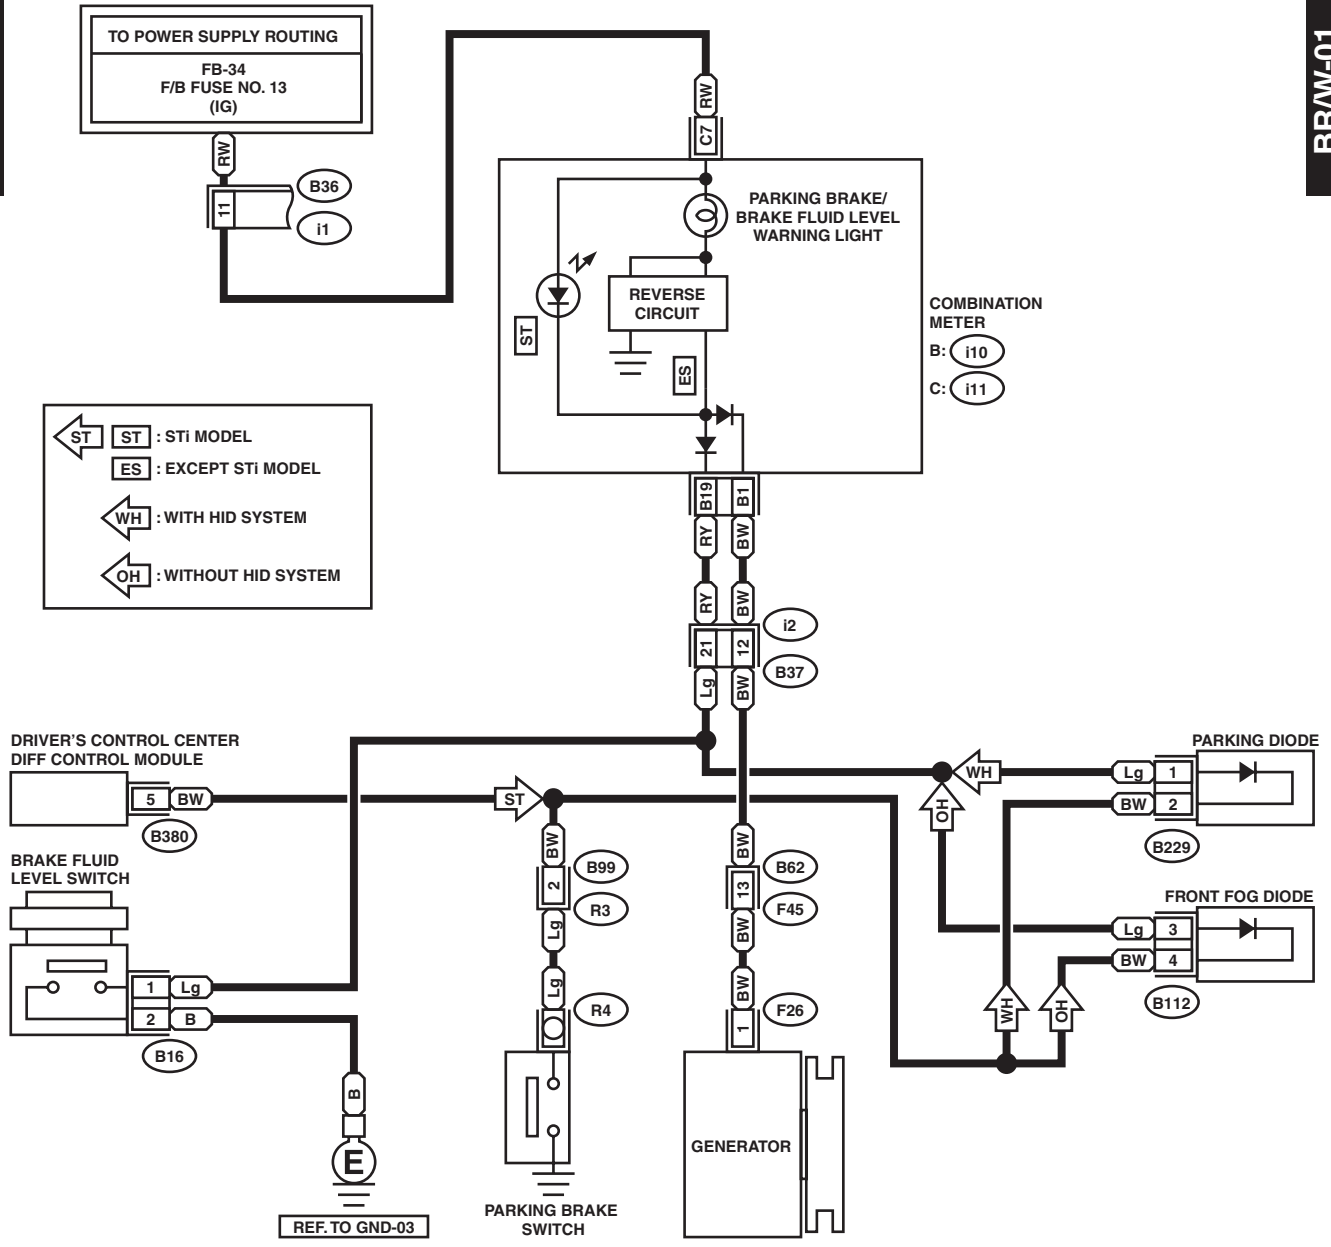 BR/W-01
TO POWER SUPPLY ROUTING
FB-34
F/B FUSE NO. 13
(IG)
RW
11
B36
i1
RW
C7
PARKING BRAKE/
BRAKE FLUID LEVEL
WARNING LIGHT
REVERSE
CIRCUIT
ST
ES
COMBINATION
METER
B: i10
C: i11
ST ST : STi MODEL
ES : EXCEPT STi MODEL
WH : WITH HID SYSTEM
OH : WITHOUT HID SYSTEM
B19 B1
RY BW
RY BW
i2
21 12
B37
Lg BW
DRIVER'S CONTROL CENTER
DIFF CONTROL MODULE
5 BW
B380
ST
PARKING DIODE
WH
Lg 1
BW 2
B229
OH
BRAKE FLUID
LEVEL SWITCH
1 Lg
2 B
B16
B
E
REF. TO GND-03
BW
B99
2
R3
Lg
Lg
R4
PARKING BRAKE
SWITCH
BW
B62
13
F45
BW
BW
F26
1
GENERATOR
FRONT FOG DIODE
Lg 3
BW 4
B112
WH
OH